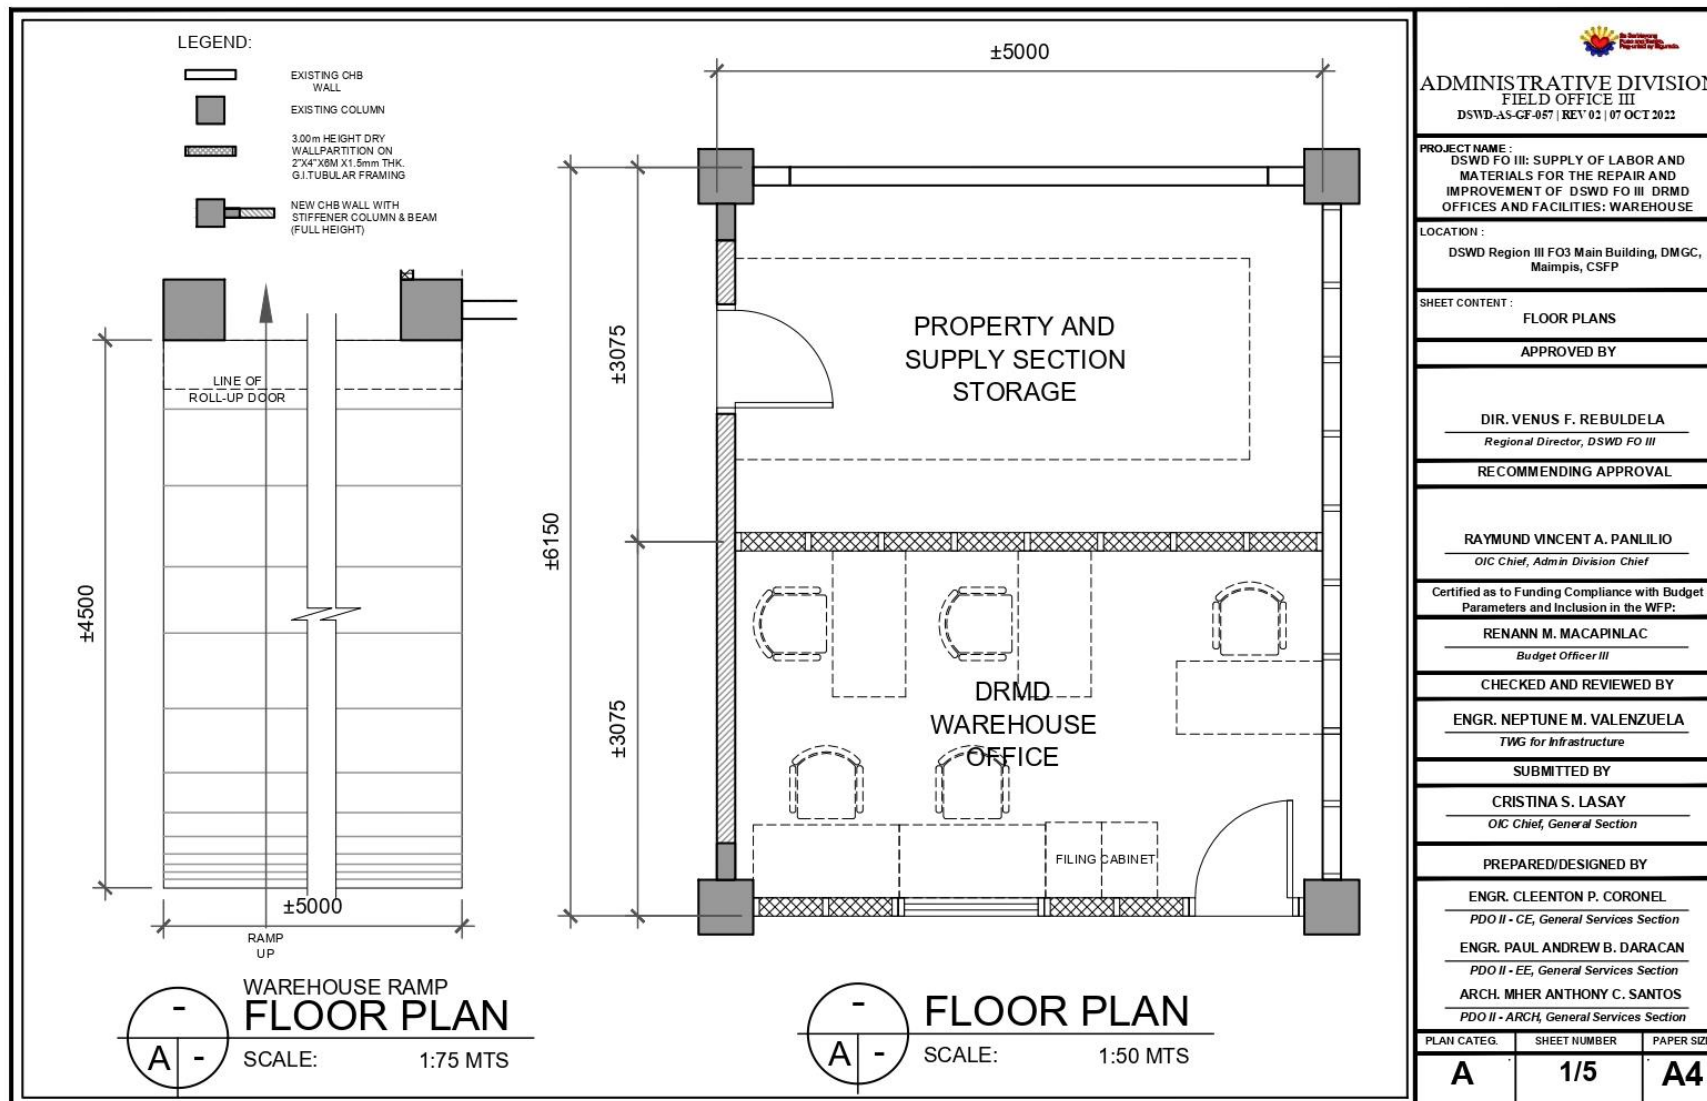 LEGEND:
EXISTING CHB
WALL
EXISTING COLUMN
3.00m HEIGHT DRY
WALLPARTITION ON
2"X4"X6M X1.5mm THK.
G.I.TUBULAR FRAMING
NEW CHB WALL WITH
STIFFENER COLUMN & BEAM
(FULL HEIGHT)
LINE OF
ROLL-UP DOOR
±4500
±5000
RAMP
UP
WAREHOUSE RAMP
FLOOR PLAN
-
A
-
SCALE: 1:75 MTS
±5000
±6150
±3075
±3075
PROPERTY AND
SUPPLY SECTION
STORAGE
DRMD
WAREHOUSE
OFFICE
FILING CABINET
FLOOR PLAN
-
A
-
SCALE: 1:50 MTS
ADMINISTRATIVE DIVISION
FIELD OFFICE III
DSWD-AS-GF-057 | REV 02 | 07 OCT 2022
PROJECT NAME :
DSWD FO III: SUPPLY OF LABOR AND
MATERIALS FOR THE REPAIR AND
IMPROVEMENT OF DSWD FO III DRMD
OFFICES AND FACILITIES: WAREHOUSE
LOCATION :
DSWD Region III FO3 Main Building, DMGC,
Maimpis, CSFP
SHEET CONTENT :
FLOOR PLANS
APPROVED BY
DIR. VENUS F. REBULDELA
Regional Director, DSWD FO III
RECOMMENDING APPROVAL
RAYMUND VINCENT A. PANLILIO
OIC Chief, Admin Division Chief
Certified as to Funding Compliance with Budget
Parameters and Inclusion in the WFP:
RENANN M. MACAPINLAC
Budget Officer III
CHECKED AND REVIEWED BY
ENGR. NEPTUNE M. VALENZUELA
TWG for Infrastructure
SUBMITTED BY
CRISTINA S. LASAY
OIC Chief, General Section
PREPARED/DESIGNED BY
ENGR. CLEENTON P. CORONEL
PDO II - CE, General Services Section
ENGR. PAUL ANDREW B. DARACAN
PDO II - EE, General Services Section
ARCH. MHER ANTHONY C. SANTOS
PDO II - ARCH, General Services Section
PLAN CATEG. SHEET NUMBER PAPER SIZE
A 1/5 A4